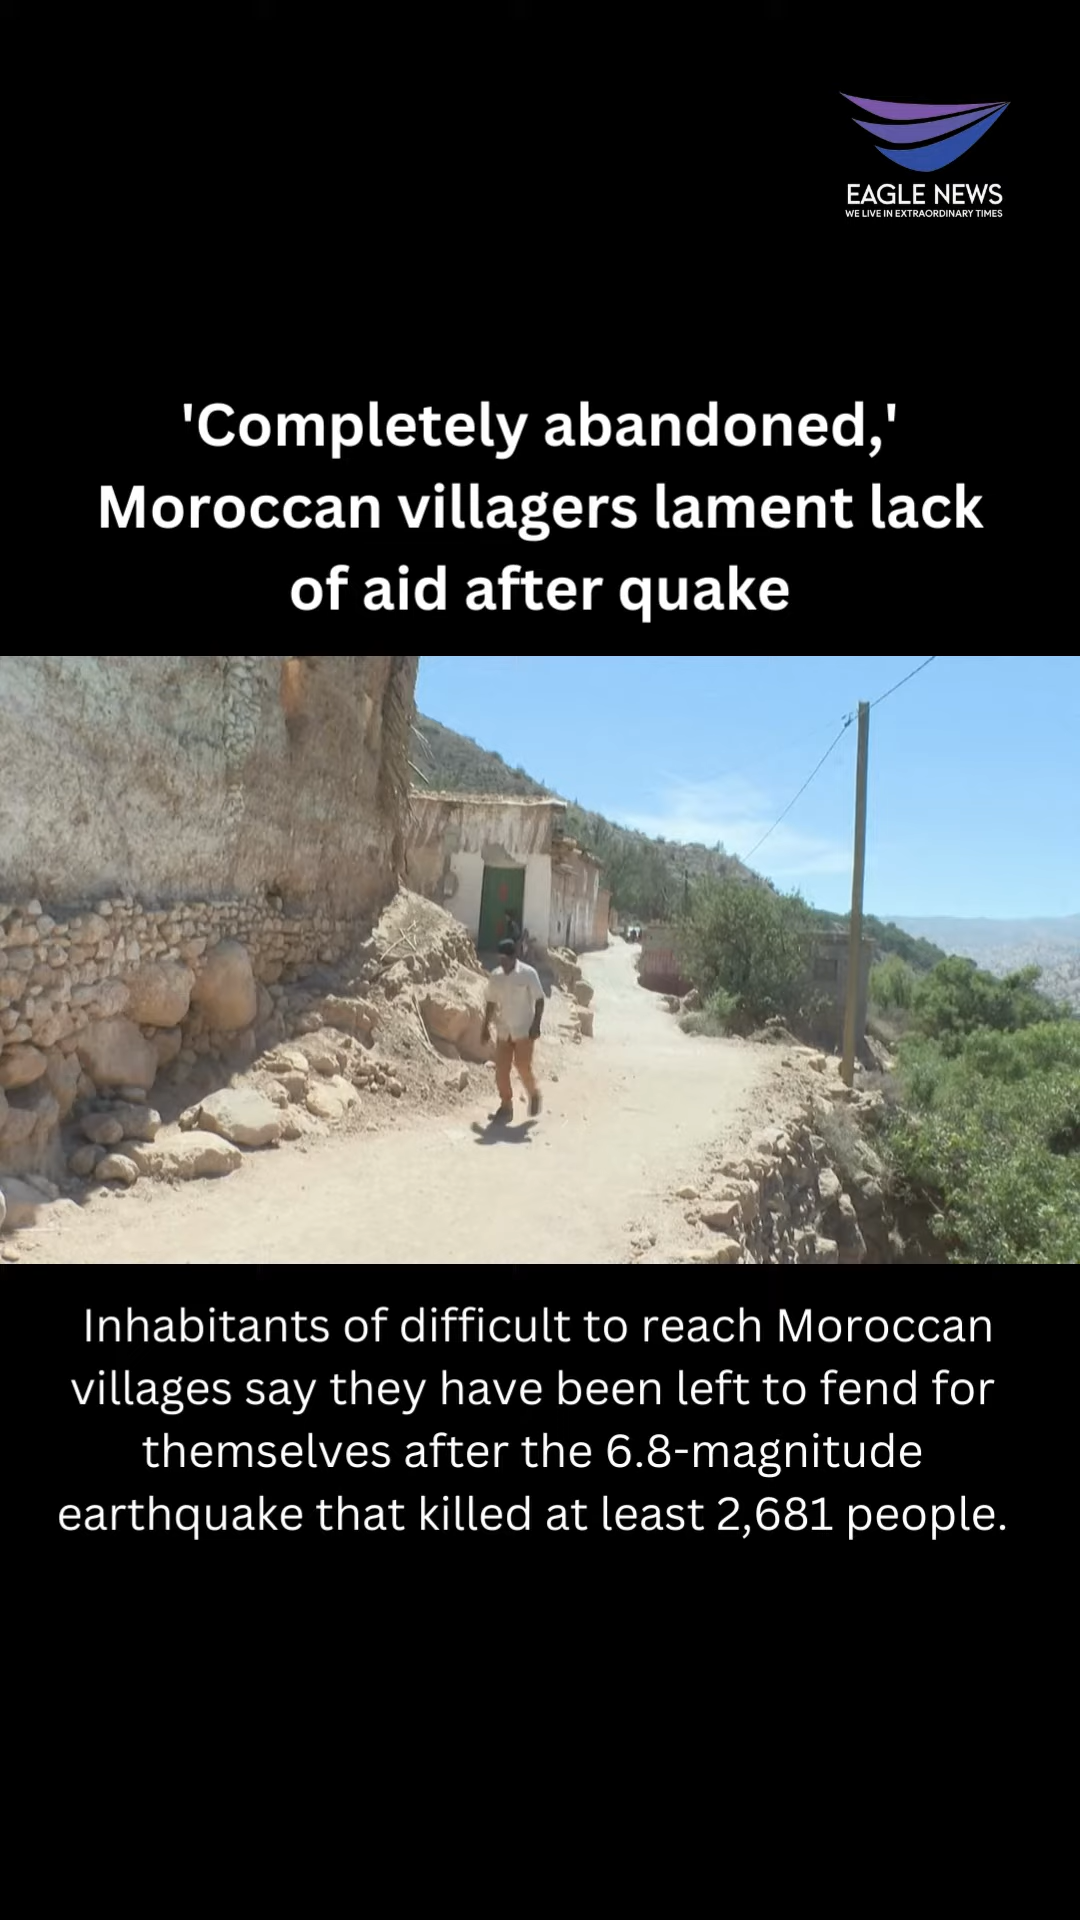 EAGLE NEWS
WE LIVE IN EXTRAORDINARY TIMES
'Completely abandoned,'
Moroccan villagers lament lack
of aid after quake
Inhabitants of difficult to reach Moroccan
villages say they have been left to fend for
themselves after the 6.8-magnitude
earthquake that killed at least 2,681 people.